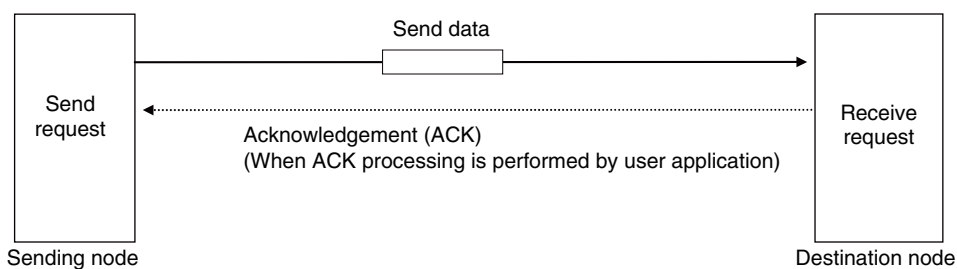 Send data
Send
request
Receive
request
Acknowledgement (ACK)
(When ACK processing is performed by user application)
Sending node
Destination node